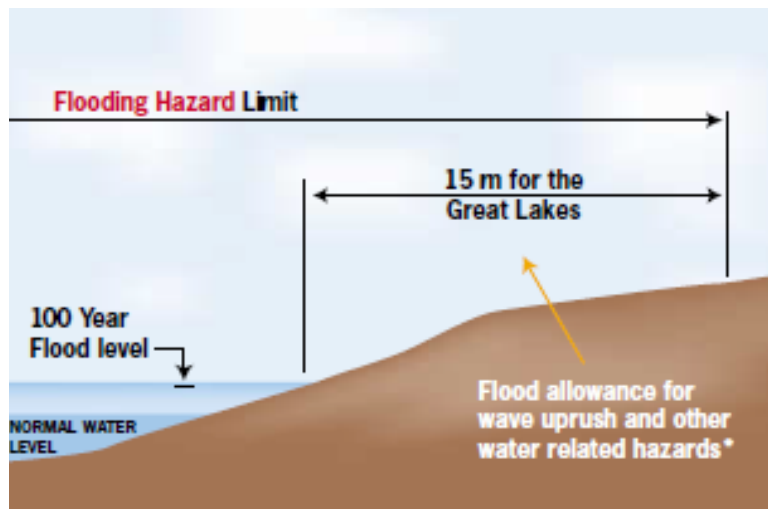 Flooding Hazard Limit
15 m for the
Great Lakes
100 Year
Flood level
NORMAL WATER
LEVEL
Flood allowance for
wave uprush and other
water related hazards*